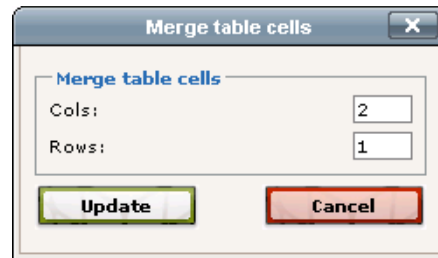 Merge table cells
Merge table cells
Cols: 2
Rows: 1
Update Cancel